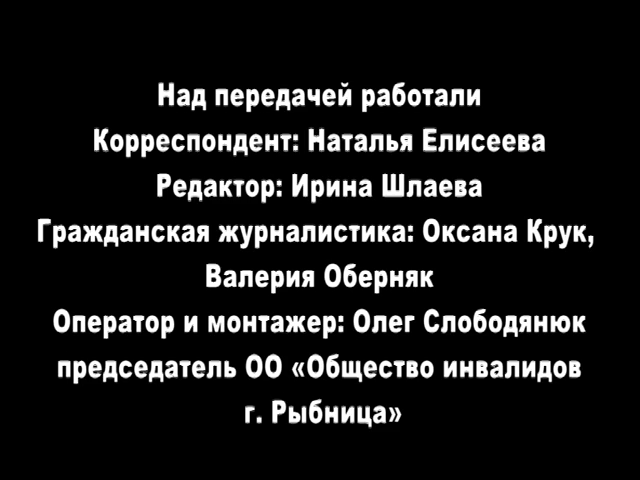 Над передачей работали
Корреспондент: Наталья Елисеева
Редактор: Ирина Шлаева
Гражданская журналистика: Оксана Крук,
Валерия Оберняк
Оператор и монтажер: Олег Слободянюк
председатель ОО «Общество инвалидов
г. Рыбница»